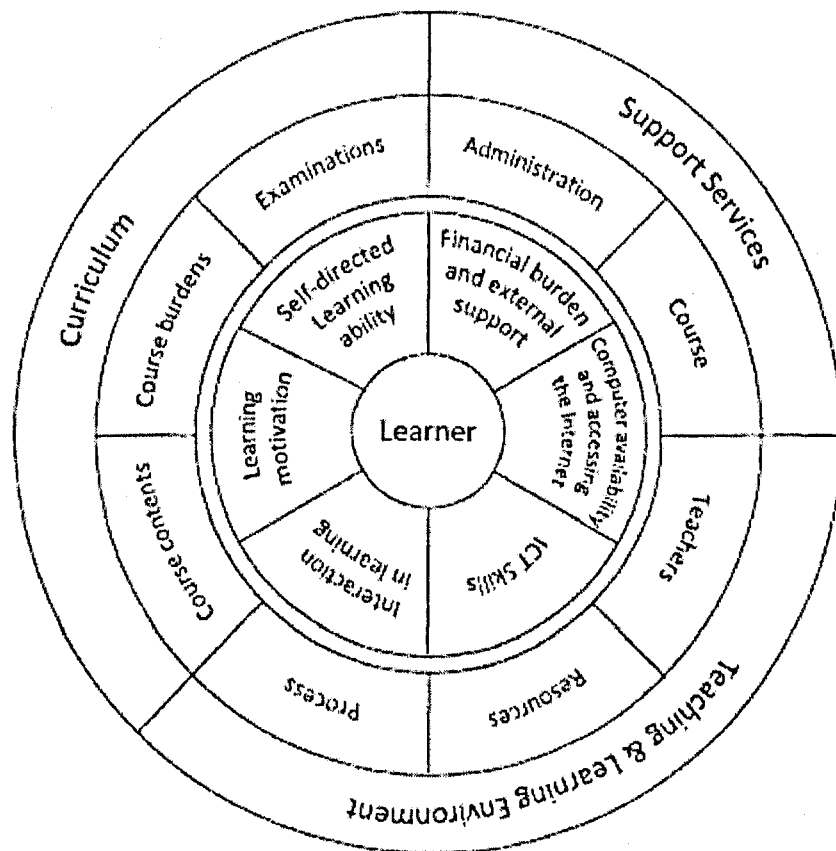 Support Services
Teaching & Learning Environment
Curriculum
Administration
Course
Teachers
Resources
Process
Course contents
Course burdens
Examinations
Financial burden
and external
support
Computer availability
and accessing
the Internet
ICT Skills
Interaction
in learning
Learning
motivation
Self-directed
Learning
ability
Learner